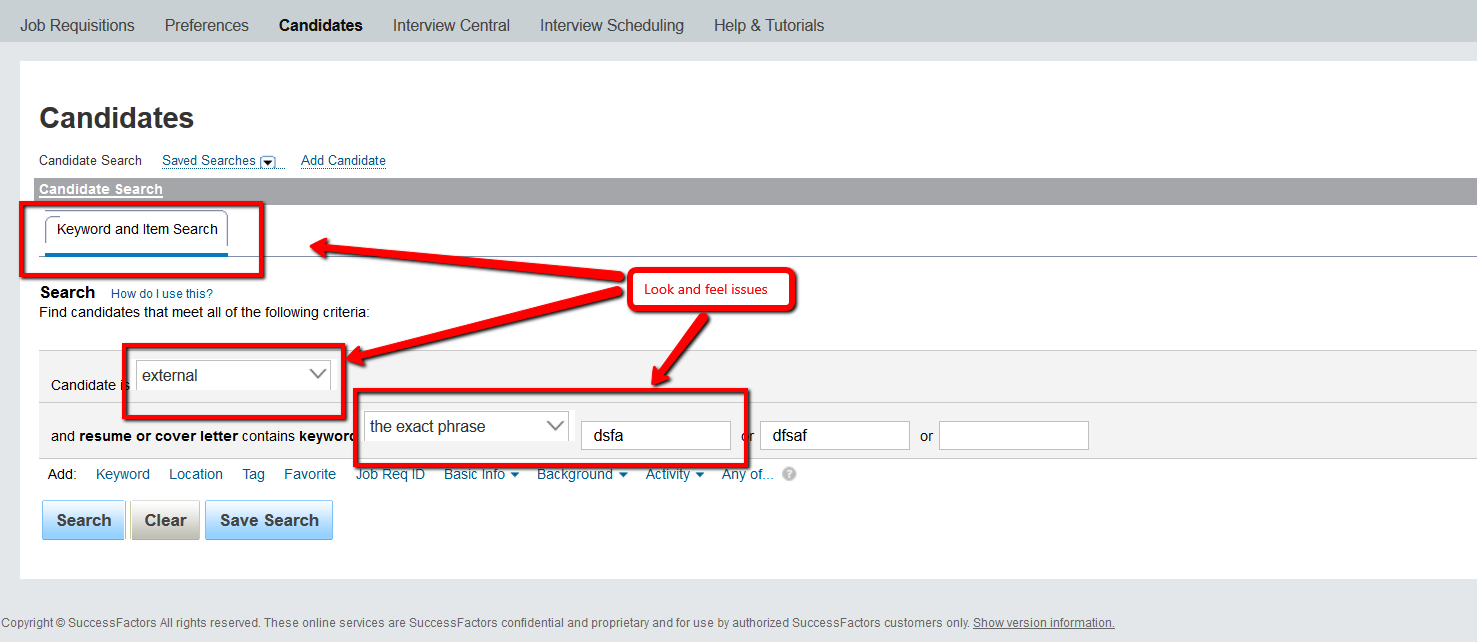 Job Requisitions Preferences Candidates Interview Central Interview Scheduling Help & Tutorials
Candidates
Candidate Search Saved Searches Add Candidate
Candidate Search
Keyword and Item Search
Look and feel issues
Search How do I use this?
Find candidates that meet all of the following criteria:
Candidate is external
and resume or cover letter contains keyword the exact phrase dsfa or dfsaf or
Add: Keyword Location Tag Favorite Job Req ID Basic Info Background Activity Any of... ?
Search Clear Save Search
Copyright © SuccessFactors All rights reserved. These online services are SuccessFactors confidential and proprietary and for use by authorized SuccessFactors customers only. Show version information.